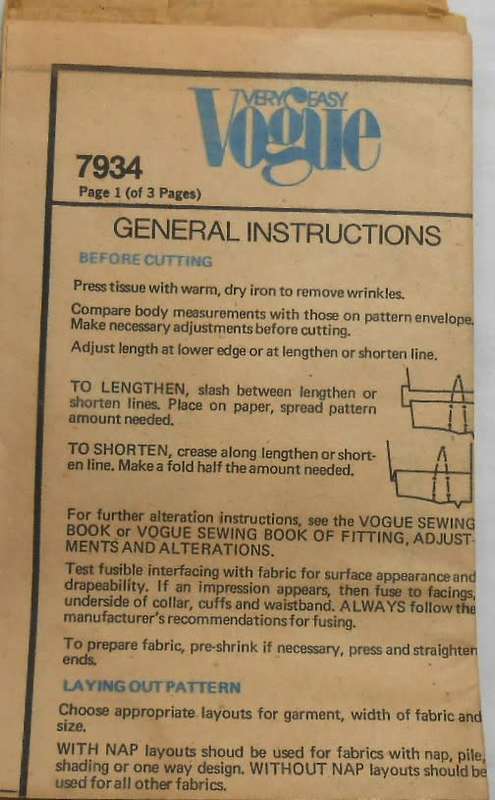 VERY EASY
Vogue
7934
Page 1 (of 3 Pages)
GENERAL INSTRUCTIONS
BEFORE CUTTING
Press tissue with warm, dry iron to remove wrinkles.
Compare body measurements with those on pattern envelope.
Make necessary adjustments before cutting.
Adjust length at lower edge or at lengthen or shorten line.
TO LENGTHEN, slash between lengthen or
shorten lines. Place on paper, spread pattern
amount needed.
TO SHORTEN, crease along lengthen or short-
en line. Make a fold half the amount needed.
For further alteration instructions, see the VOGUE SEWING
BOOK or VOGUE SEWING BOOK OF FITTING, ADJUST-
MENTS AND ALTERATIONS.
Test fusible interfacing with fabric for surface appearance and
drapeability. If an impression appears, then fuse to facings,
underside of collar, cuffs and waistband. ALWAYS follow the
manufacturer's recommendations for fusing.
To prepare fabric, pre-shrink if necessary, press and straighten
ends.
LAYING OUT PATTERN
Choose appropriate layouts for garment, width of fabric and
size.
WITH NAP layouts shoud be used for fabrics with nap, pile,
shading or one way design. WITHOUT NAP layouts should be
used for all other fabrics.